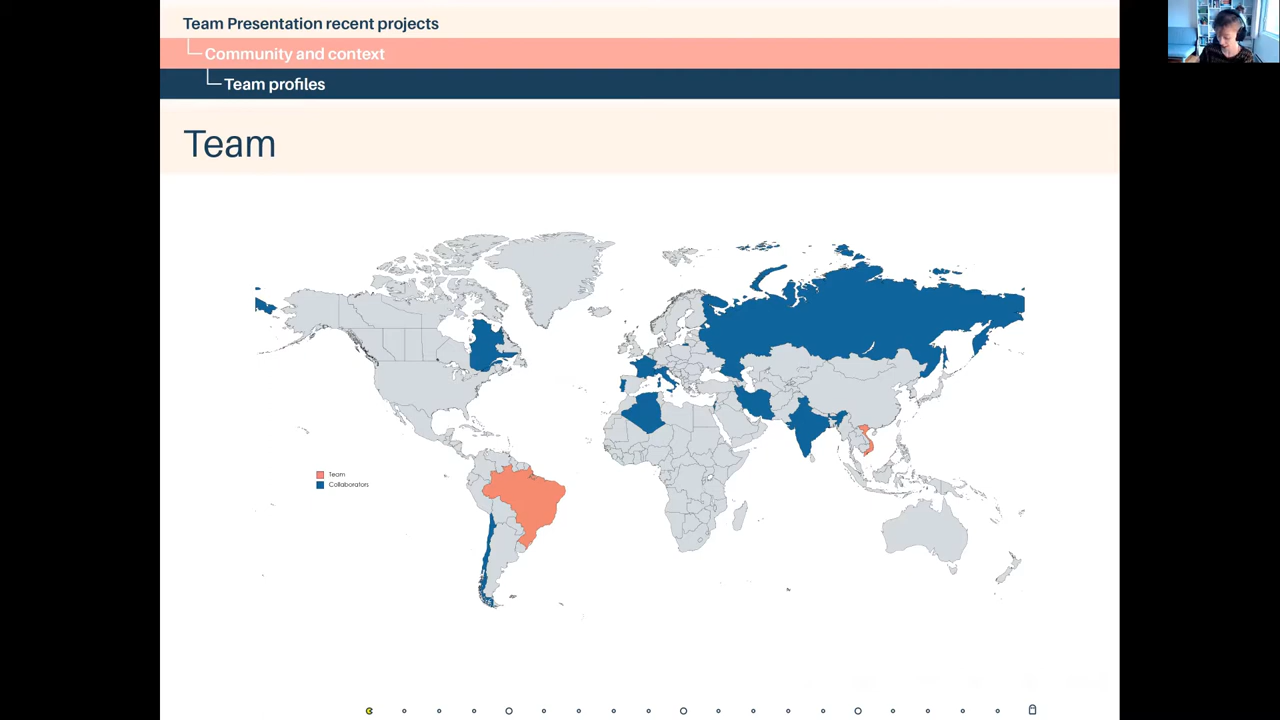 Team Presentation recent projects
Community and context
Team profiles
Team
Team
Collaborators